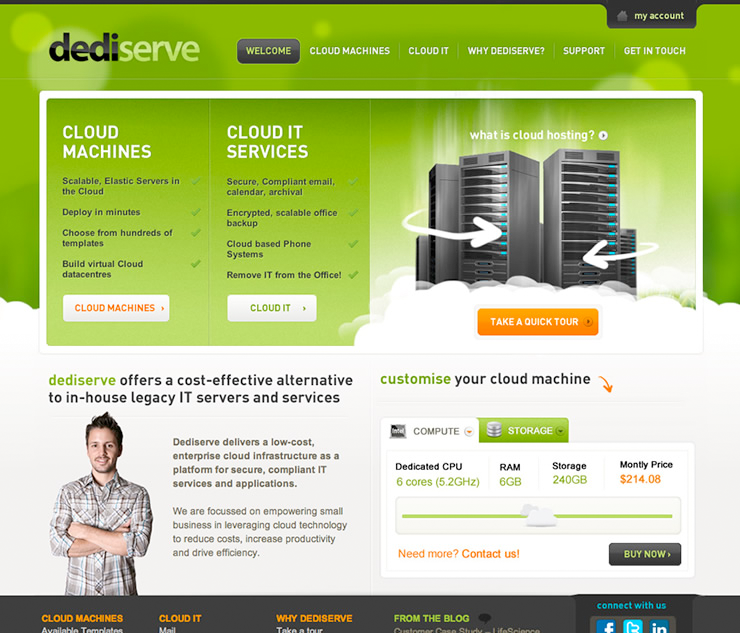 my account
dediserve
WELCOME
CLOUD MACHINES
CLOUD IT
WHY DEDISERVE?
SUPPORT
GET IN TOUCH
CLOUD
MACHINES
Scalable, Elastic Servers in
the Cloud
Deploy in minutes
Choose from hundreds of
templates
Build virtual Cloud
datacentres
CLOUD MACHINES
CLOUD IT
SERVICES
Secure, Compliant email,
calendar, archival
Encrypted, scalable office
backup
Cloud based Phone
Systems
Remove IT from the Office!
CLOUD IT
what is cloud hosting?
TAKE A QUICK TOUR
dediserve offers a cost-effective alternative
to in-house legacy IT servers and services
Dediserve delivers a low-cost,
enterprise cloud infrastructure as a
platform for secure, compliant IT
services and applications.
We are focussed on empowering small
business in leveraging cloud technology
to reduce costs, increase productivity
and drive efficiency.
customise your cloud machine
COMPUTE
STORAGE
Dedicated CPU
6 cores (5.2GHz)
RAM
6GB
Storage
240GB
Montly Price
$214.08
Need more? Contact us!
BUY NOW
CLOUD MACHINES
Available Templates
CLOUD IT
Mail
WHY DEDISERVE
Take a tour
FROM THE BLOG
Customer Case Study – LifeScience
connect with us